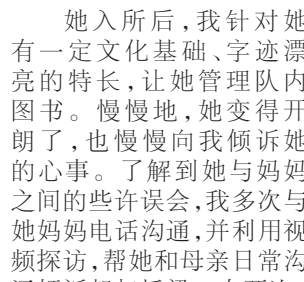 她入所后，我针对她
有一定文化基础、字迹漂
亮的特长，让她管理队内
图书。慢慢地，她变得开
朗了，也慢慢向我倾诉她
的心事。了解到她与妈妈
之间的些许误会，我多次与
她妈妈电话沟通，并利用视
频探访，帮她和母亲日常沟